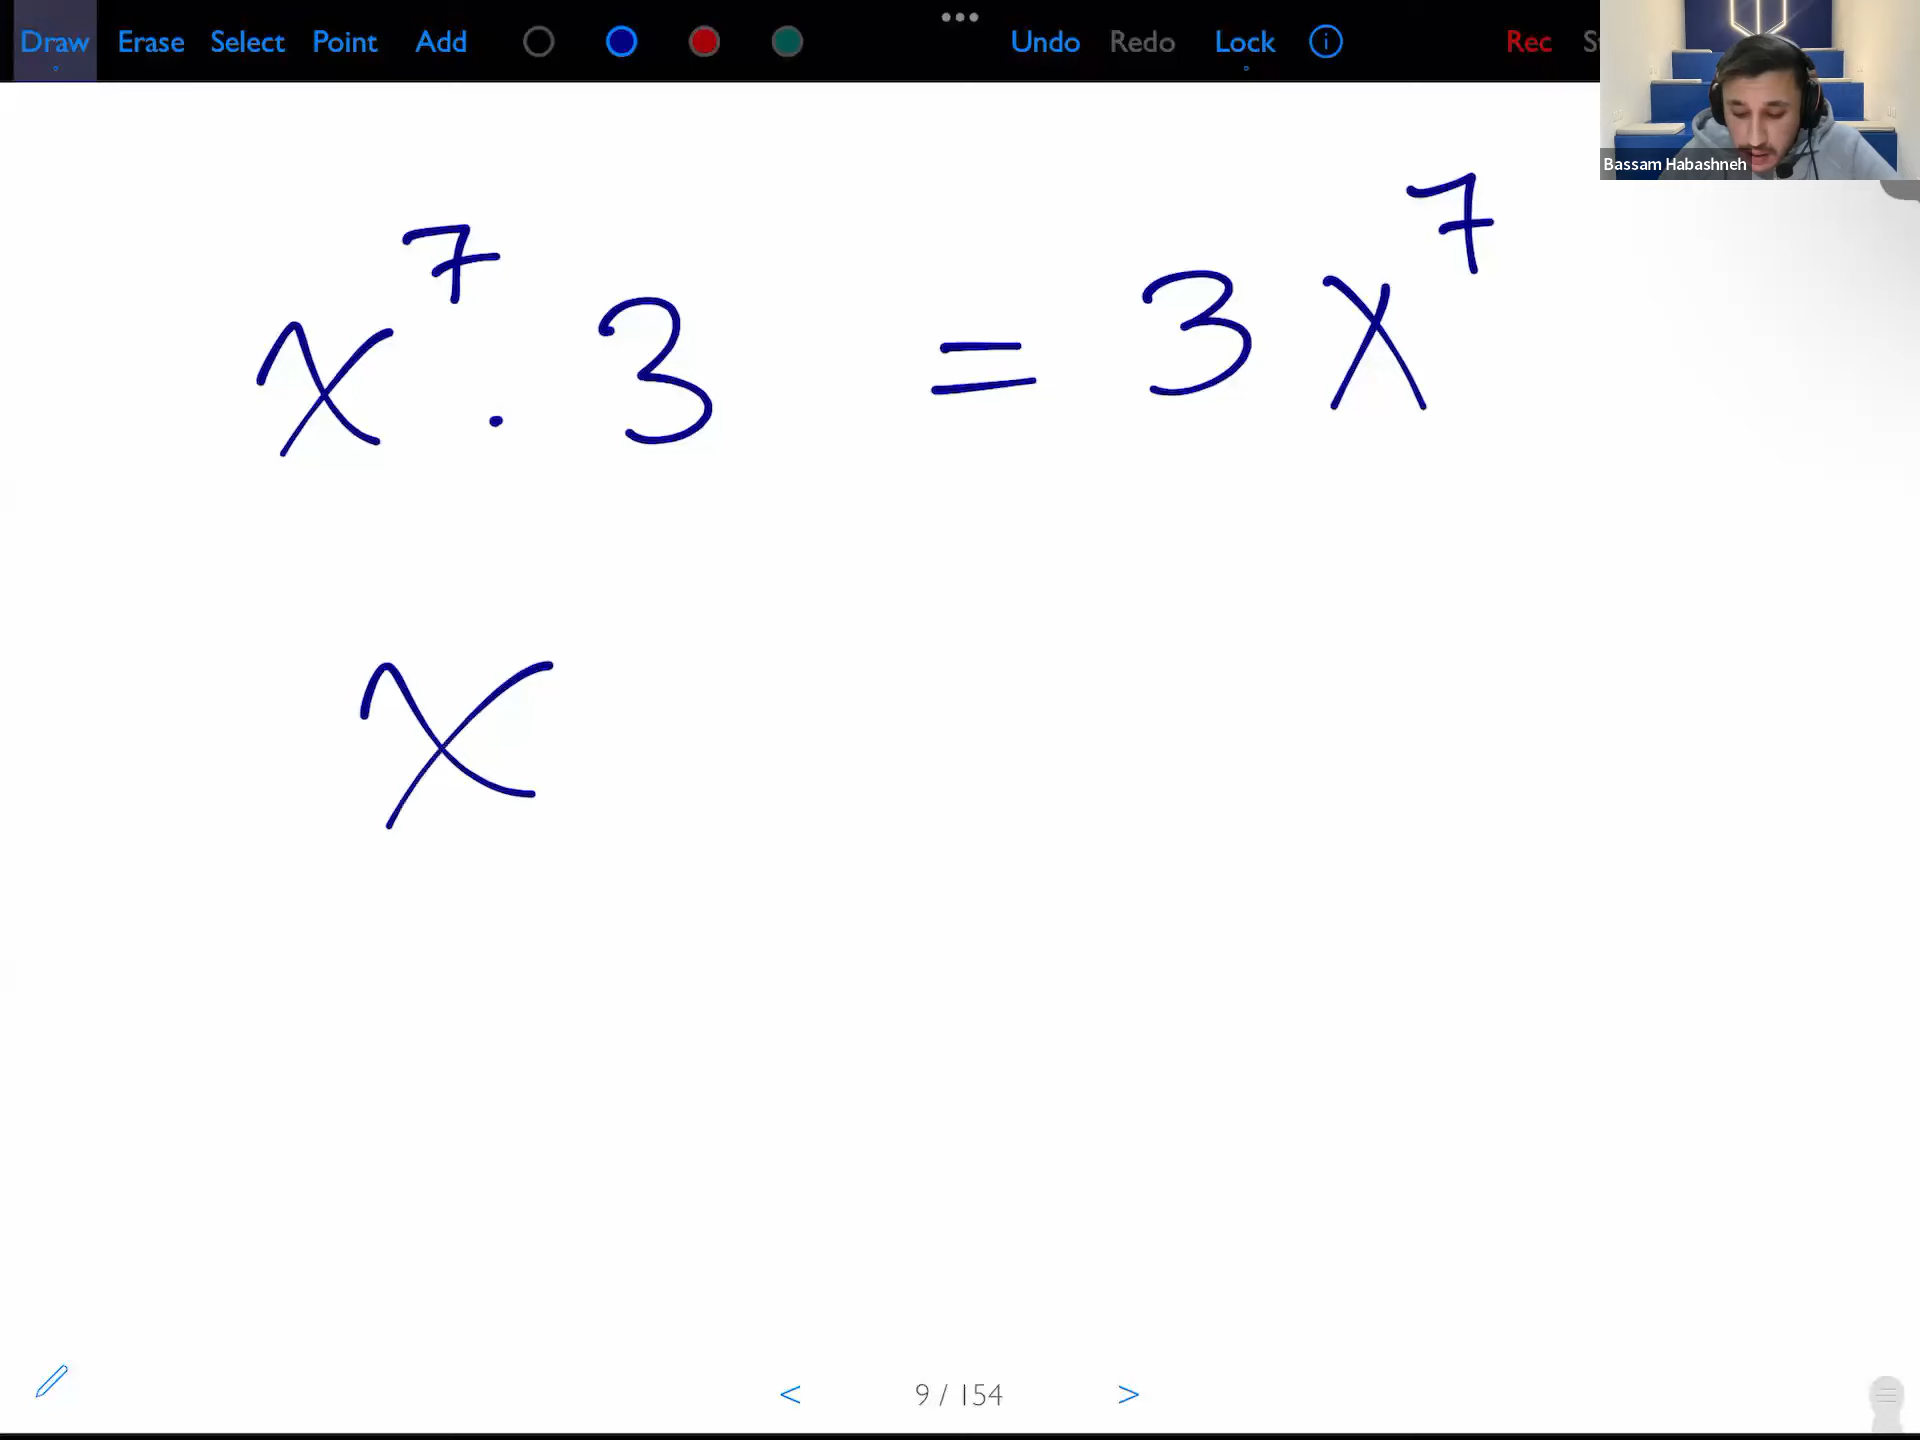 Draw Erase Select Point Add Undo Redo Lock Rec
Bassam Habashneh
x⁷ · 3 = 3x⁷
x
< 9 / 154 >